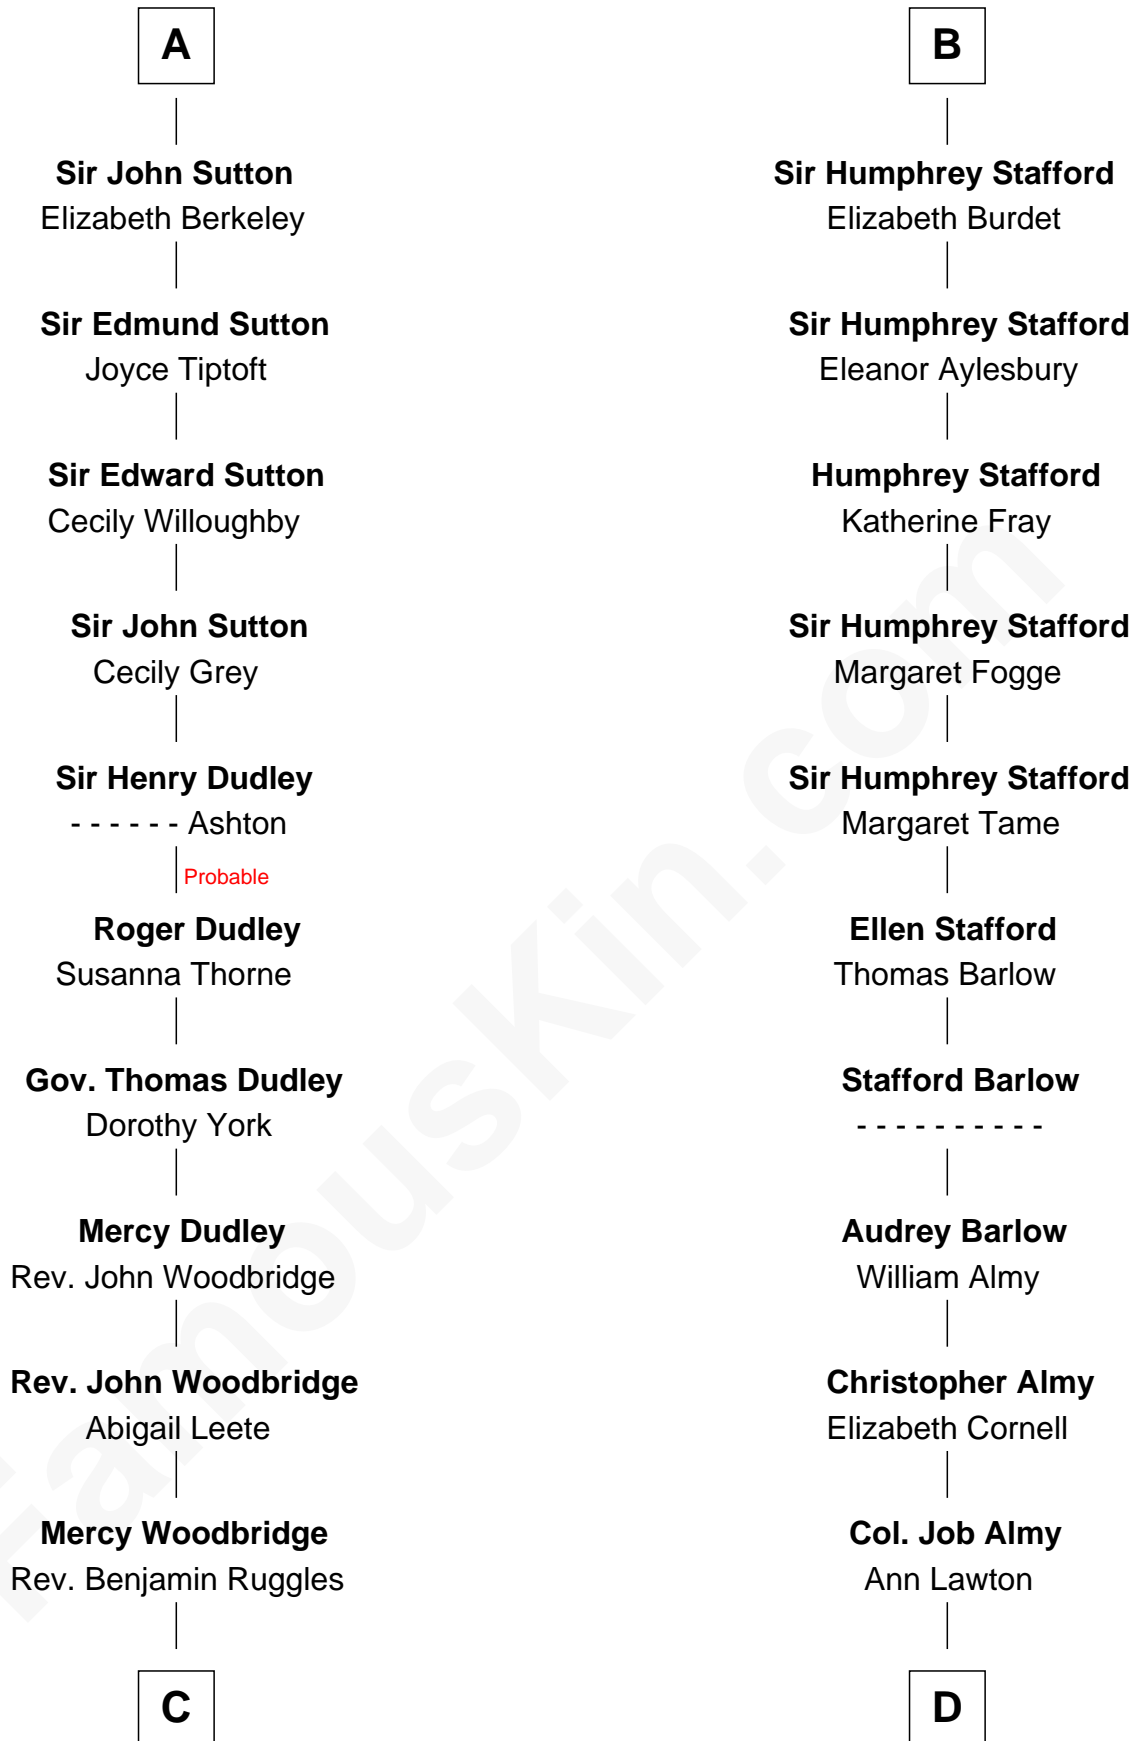 A
Sir John Sutton
Elizabeth Berkeley
Sir Edmund Sutton
Joyce Tiptoft
Sir Edward Sutton
Cecily Willoughby
Sir John Sutton
Cecily Grey
Sir Henry Dudley
- - - - - - Ashton
Probable
Roger Dudley
Susanna Thorne
Gov. Thomas Dudley
Dorothy York
Mercy Dudley
Rev. John Woodbridge
Rev. John Woodbridge
Abigail Leete
Mercy Woodbridge
Rev. Benjamin Ruggles
C
B
Sir Humphrey Stafford
Elizabeth Burdet
Sir Humphrey Stafford
Eleanor Aylesbury
Humphrey Stafford
Katherine Fray
Sir Humphrey Stafford
Margaret Fogge
Sir Humphrey Stafford
Margaret Tame
Ellen Stafford
Thomas Barlow
Stafford Barlow
- - - - - - - - - -
Audrey Barlow
William Almy
Christopher Almy
Elizabeth Cornell
Col. Job Almy
Ann Lawton
D
FamousKin.com